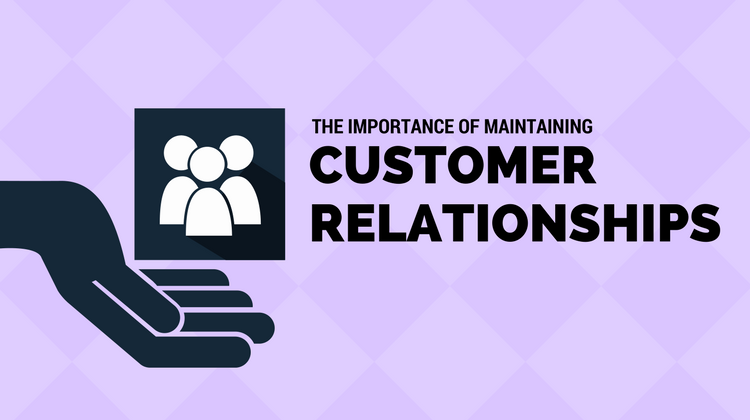 THE IMPORTANCE OF MAINTAINING
CUSTOMER
RELATIONSHIPS